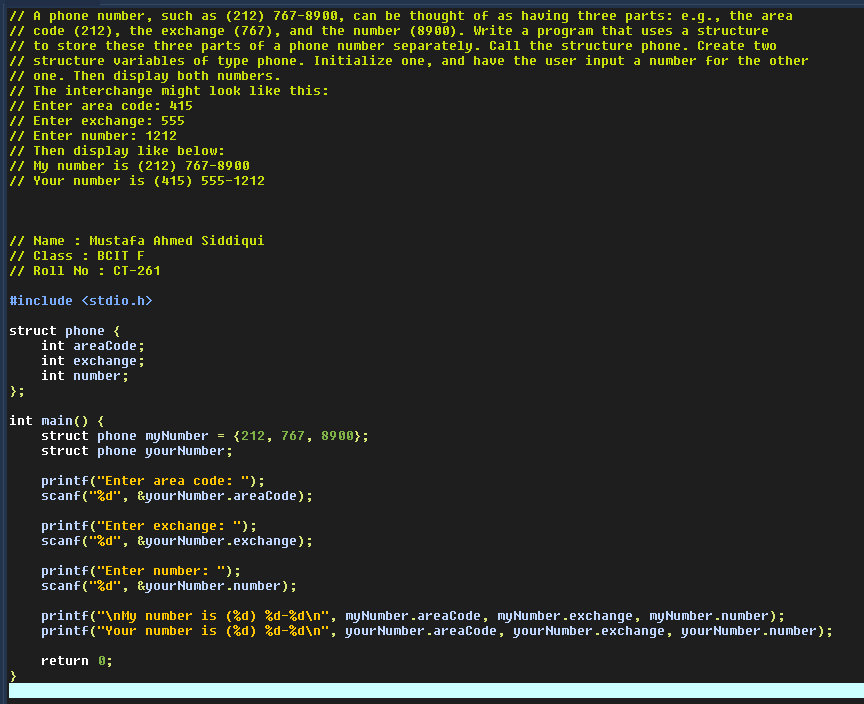 // A phone number, such as (212) 767-8900, can be thought of as having three parts: e.g., the area
// code (212), the exchange (767), and the number (8900). Write a program that uses a structure
// to store these three parts of a phone number separately. Call the structure phone. Create two
// structure variables of type phone. Initialize one, and have the user input a number for the other
// one. Then display both numbers.
// The interchange might look like this:
// Enter area code: 415
// Enter exchange: 555
// Enter number: 1212
// Then display like below:
// My number is (212) 767-8900
// Your number is (415) 555-1212
// Name : Mustafa Ahmed Siddiqui
// Class : BCIT F
// Roll No : CT-261
#include <stdio.h>
struct phone {
    int areaCode;
    int exchange;
    int number;
};
int main() {
    struct phone myNumber = {212, 767, 8900};
    struct phone yourNumber;
    printf("Enter area code: ");
    scanf("%d", &yourNumber.areaCode);
    printf("Enter exchange: ");
    scanf("%d", &yourNumber.exchange);
    printf("Enter number: ");
    scanf("%d", &yourNumber.number);
    printf("\nMy number is (%d) %d-%d\n", myNumber.areaCode, myNumber.exchange, myNumber.number);
    printf("Your number is (%d) %d-%d\n", yourNumber.areaCode, yourNumber.exchange, yourNumber.number);
    return 0;
}